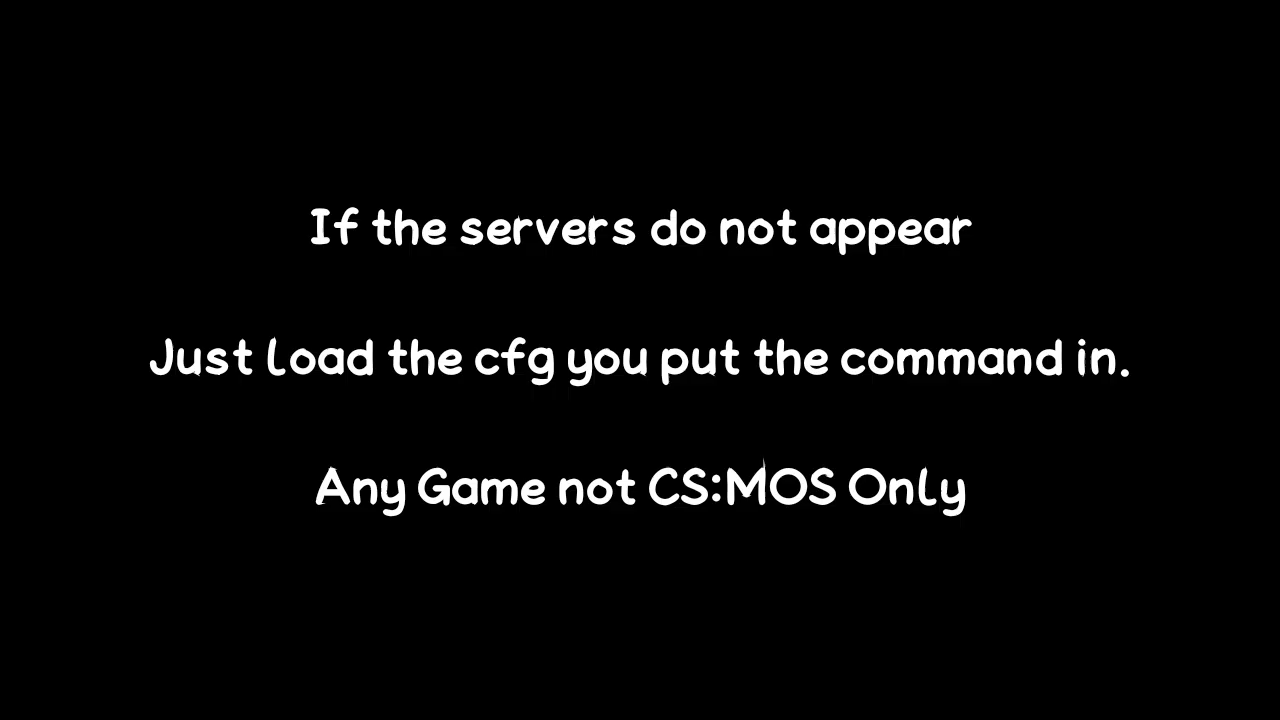 If the servers do not appear
Just load the cfg you put the command in.
Any Game not CS:MOS Only